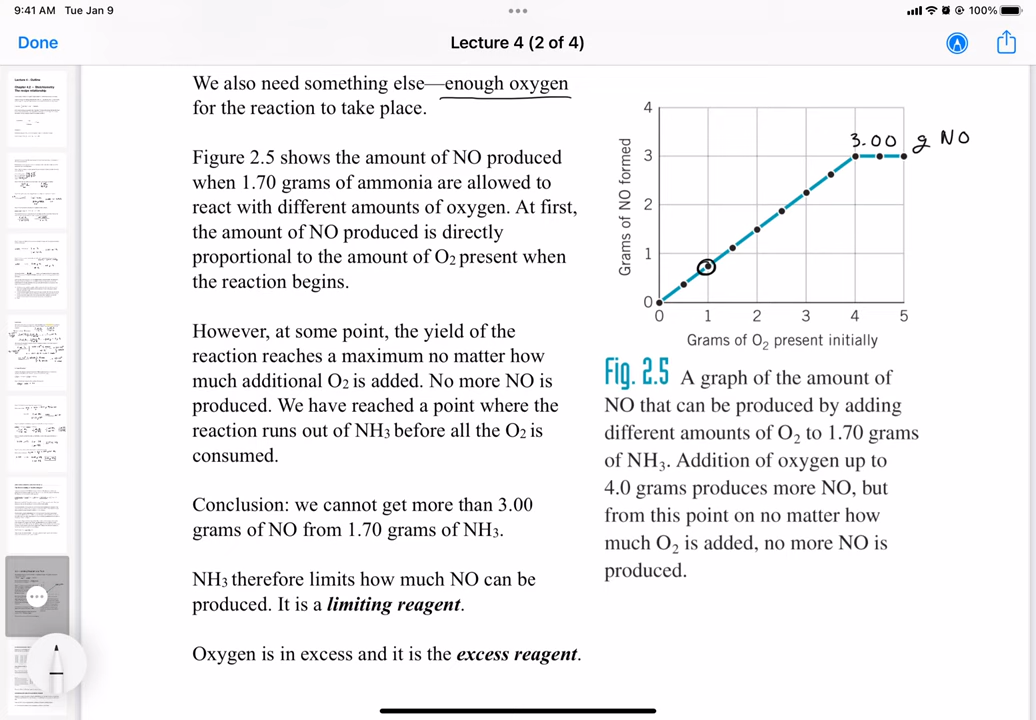 9:41 AM Tue Jan 9
100%
Done
Lecture 4 (2 of 4)
We also need something else—enough oxygen
for the reaction to take place.
Figure 2.5 shows the amount of NO produced
when 1.70 grams of ammonia are allowed to
react with different amounts of oxygen. At first,
the amount of NO produced is directly
proportional to the amount of O₂ present when
the reaction begins.
However, at some point, the yield of the
reaction reaches a maximum no matter how
much additional O₂ is added. No more NO is
produced. We have reached a point where the
reaction runs out of NH₃ before all the O₂ is
consumed.
Conclusion: we cannot get more than 3.00
grams of NO from 1.70 grams of NH₃.
NH₃ therefore limits how much NO can be
produced. It is a limiting reagent.
Oxygen is in excess and it is the excess reagent.
3.00 g NO
Grams of NO formed
4
3
2
1
0
0 1 2 3 4 5
Grams of O₂ present initially
Fig. 2.5 A graph of the amount of
NO that can be produced by adding
different amounts of O₂ to 1.70 grams
of NH₃. Addition of oxygen up to
4.0 grams produces more NO, but
from this point on no matter how
much O₂ is added, no more NO is
produced.